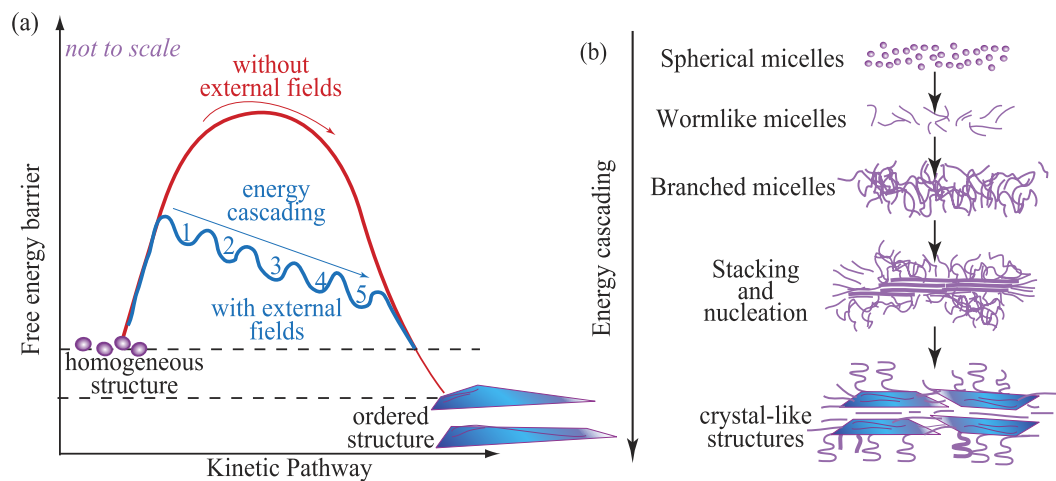 (a)
not to scale
without
external fields
energy
cascading
1
2
3
4
5
with external
fields
homogeneous
structure
ordered
structure
Free energy barrier
Kinetic Pathway
(b)
Energy cascading
Spherical micelles
Wormlike micelles
Branched micelles
Stacking
and
nucleation
crystal-like
structures